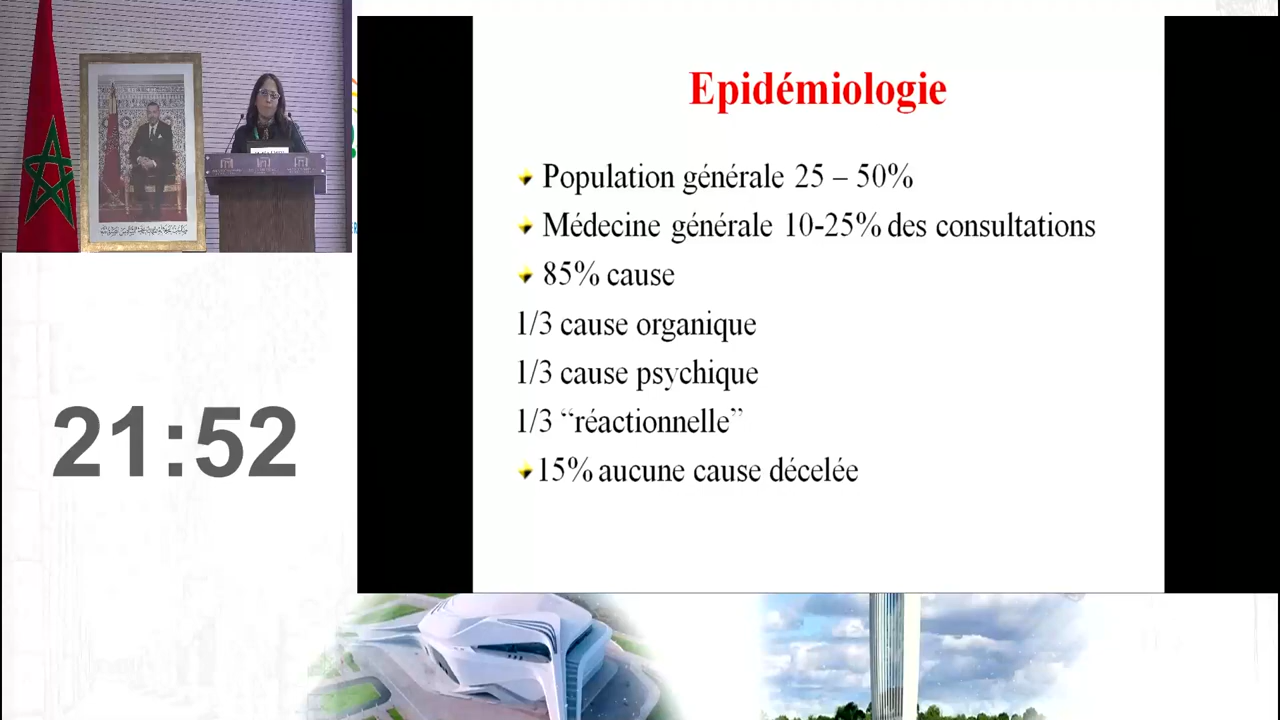 Epidémiologie
Population générale 25 – 50%
Médecine générale 10-25% des consultations
85% cause
1/3 cause organique
1/3 cause psychique
1/3 “réactionnelle”
15% aucune cause décelée
21:52